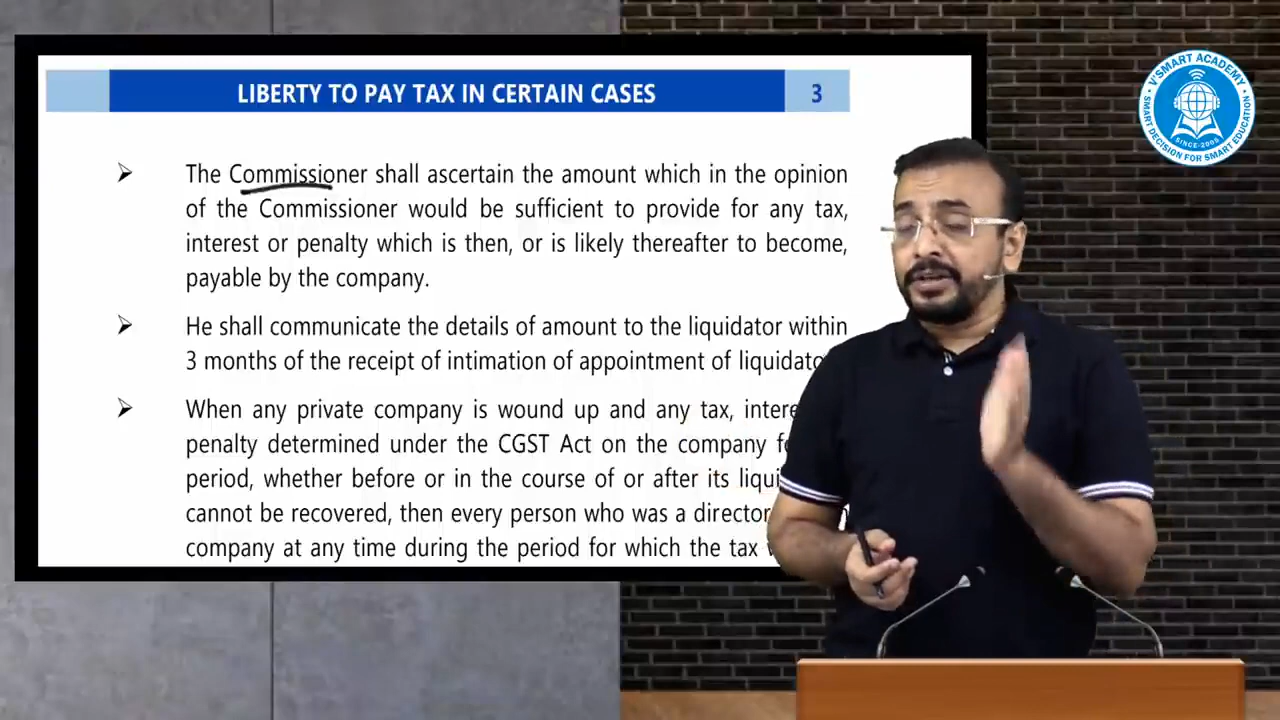 LIBERTY TO PAY TAX IN CERTAIN CASES 3
The Commissioner shall ascertain the amount which in the opinion
of the Commissioner would be sufficient to provide for any tax,
interest or penalty which is then, or is likely thereafter to become,
payable by the company.
He shall communicate the details of amount to the liquidator within
3 months of the receipt of intimation of appointment of
When any private company is wound up and any tax,
penalty determined under the CGST Act on the company
period, whether before or in the course of or after its
cannot be recovered, then every person who was a director
company at any time during the period for which the tax
V'SMART ACADEMY
SINCE-2005
SMART DECISION FOR SMART EDUCATION